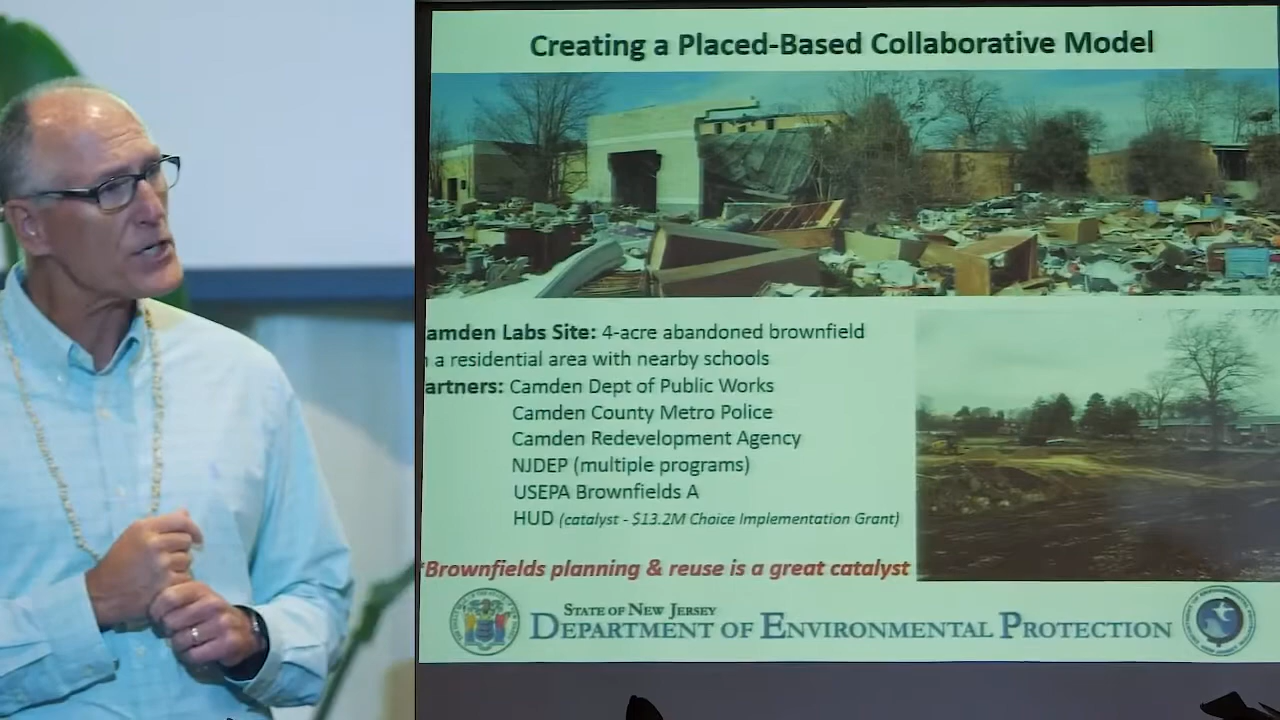 Creating a Placed-Based Collaborative Model
amden Labs Site: 4-acre abandoned brownfield
a residential area with nearby schools
artners: Camden Dept of Public Works
Camden County Metro Police
Camden Redevelopment Agency
NJDEP (multiple programs)
USEPA Brownfields A
HUD (catalyst - $13.2M Choice Implementation Grant)
*Brownfields planning & reuse is a great catalyst
STATE OF NEW JERSEY
DEPARTMENT OF ENVIRONMENTAL PROTECTION